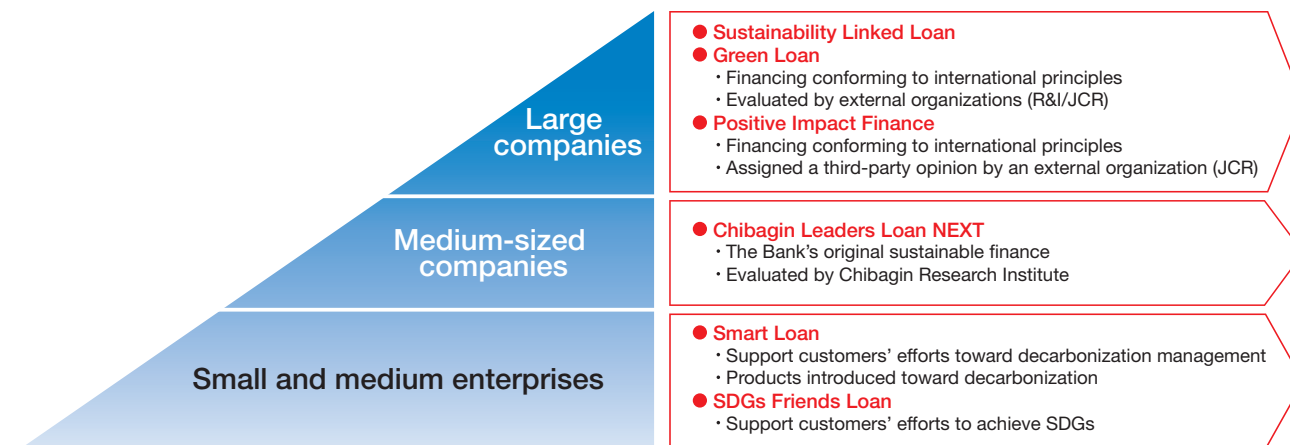 Large
companies
● Sustainability Linked Loan
● Green Loan
・Financing conforming to international principles
・Evaluated by external organizations (R&I/JCR)
● Positive Impact Finance
・Financing conforming to international principles
・Assigned a third-party opinion by an external organization (JCR)
Medium-sized
companies
● Chibagin Leaders Loan NEXT
・The Bank’s original sustainable finance
・Evaluated by Chibagin Research Institute
Small and medium enterprises
● Smart Loan
・Support customers’ efforts toward decarbonization management
・Products introduced toward decarbonization
● SDGs Friends Loan
・Support customers’ efforts to achieve SDGs